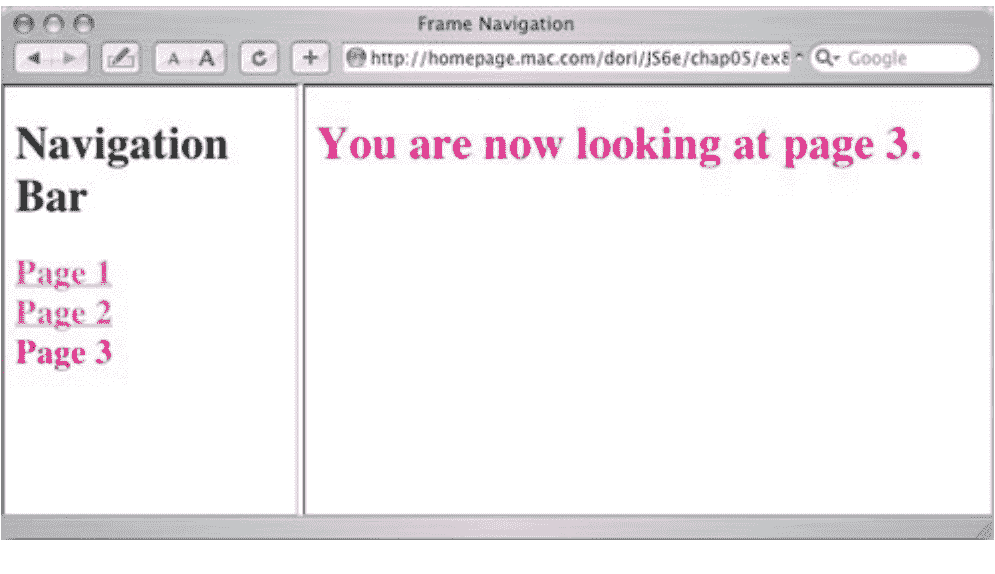 Frame Navigation
A A
http://homepage.mac.com/dori/JS6e/chap05/ex8
Google
Navigation
Bar
Page 1
Page 2
Page 3
You are now looking at page 3.